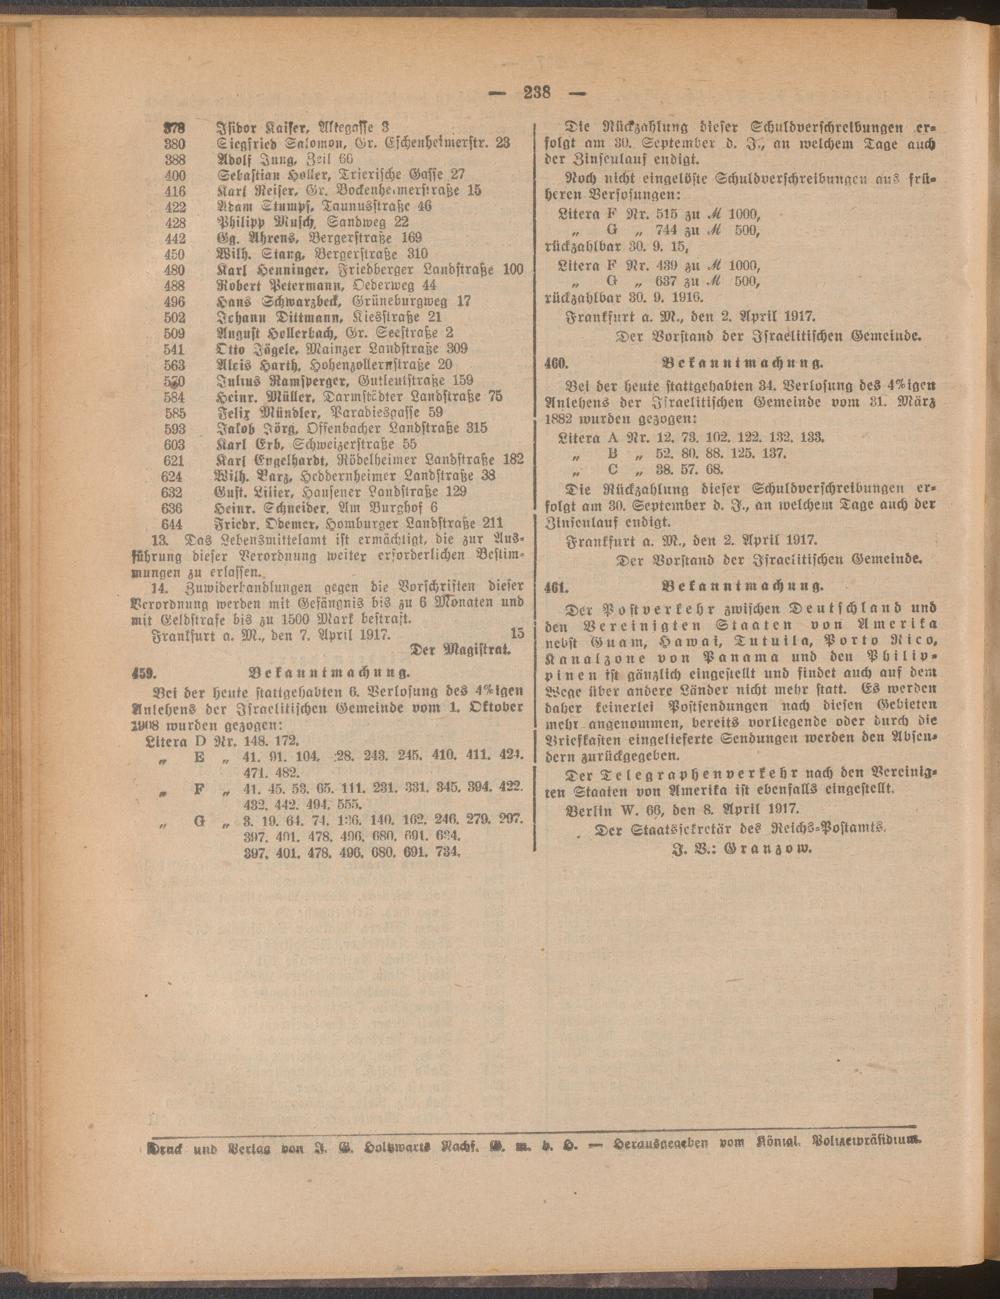 — 238 —
378 Isidor Kaiser, Altegasse 3
380 Siegfried Salomon, Gr. Eschenheimerstr. 23
388 Adolf Jung, Zeil 66
400 Sebastian Holler, Trierische Gasse 27
416 Karl Reiser, Gr. Bockenheimerstraße 15
422 Adam Stumpf, Taunusstraße 46
428 Philipp Musch, Sandweg 22
442 Gg. Ahrens, Bergerstraße 169
450 Wilh. Stang, Bergerstraße 310
480 Karl Henninger, Friedberger Landstraße 100
488 Robert Petermann, Oederweg 44
496 Hans Schwarzbeck, Grüneburgweg 17
502 Johann Dittmann, Kiesstraße 21
509 August Hellerbach, Gr. Seestraße 2
541 Otto Jägele, Mainzer Landstraße 309
563 Alois Harth, Hohenzollernstraße 20
Julius Ramsperger, Gutleutstraße 159
584 Heinr. Müller, Darmstädter Landstraße 75
585 Felix Mündler, Paradiesgasse 59
593 Jakob Jörg, Offenbacher Landstraße 315
603 Karl Erb, Schweizerstraße 55
621 Karl Engelhardt, Rödelheimer Landstraße 182
624 Wilh. Barz, Heddernheimer Landstraße 38
632 Gust. Lilier, Hausener Landstraße 129
636 Heinr. Schneider, Am Burghof 6
644 Friedr. Odemer, Homburger Landstraße 211
13. Das Lebensmittelamt ist ermächtigt, die zur Aus-
führung dieser Verordnung weiter erforderlichen Bestim-
mungen zu erlassen.
14. Zuwiderhandlungen gegen die Vorschriften dieser
Verordnung werden mit Gefängnis bis zu 6 Monaten und
mit Geldstrafe bis zu 1500 Mark bestraft.
Frankfurt a. M., den 7. April 1917. 15
Der Magistrat.
459. Bekanntmachung.
Bei der heute stattgehabten 6. Verlosung des 4%igen
Anlehens der Israelitischen Gemeinde vom 1. Oktober
1908 wurden gezogen:
Litera D Nr. 148. 172.
„ E „ 41. 91. 104. 28. 243. 245. 410. 411. 424.
471. 482.
„ F „ 41. 45. 53. 65. 111. 231. 331. 345. 394. 422.
432. 442. 494. 555.
„ G „ 3. 19. 64. 74. 136. 140. 162. 246. 279. 297.
397. 401. 478. 496. 680. 691. 694.
397. 401. 478. 496. 680. 691. 734.
Die Rückzahlung dieser Schuldverschreibungen er-
folgt am 30. September d. J., an welchem Tage auch
der Zinsenlauf endigt.
Noch nicht eingelöste Schuldverschreibungen aus frü-
heren Verlosungen:
Litera F Nr. 515 zu ℳ 1000,
„ G „ 744 zu ℳ 500,
rückzahlbar 30. 9. 15,
Litera F Nr. 439 zu ℳ 1000,
„ G „ 637 zu ℳ 500,
rückzahlbar 30. 9. 1916.
Frankfurt a. M., den 2. April 1917.
Der Vorstand der Israelitischen Gemeinde.
460. Bekanntmachung.
Bei der heute stattgehabten 34. Verlosung des 4%igen
Anlehens der Israelitischen Gemeinde vom 31. März
1882 wurden gezogen:
Litera A Nr. 12. 73. 102. 122. 132. 133.
„ B „ 52. 80. 88. 125. 137.
„ C „ 38. 57. 68.
Die Rückzahlung dieser Schuldverschreibungen er-
folgt am 30. September d. J., an welchem Tage auch der
Zinsenlauf endigt.
Frankfurt a. M., den 2. April 1917.
Der Vorstand der Israelitischen Gemeinde.
461. Bekanntmachung.
Der Postverkehr zwischen Deutschland und
den Vereinigten Staaten von Amerika
nebst Guam, Hawai, Tutuila, Porto Rico,
Kanalzone von Panama und den Philip-
pinen ist gänzlich eingestellt und findet auch auf dem
Wege über andere Länder nicht mehr statt. Es werden
daher keinerlei Postsendungen nach diesen Gebieten
mehr angenommen, bereits vorliegende oder durch die
Briefkasten eingelieferte Sendungen werden den Absen-
dern zurückgegeben.
Der Telegraphenverkehr nach den Vereinig-
ten Staaten von Amerika ist ebenfalls eingestellt.
Berlin W. 66, den 8. April 1917.
Der Staatssekretär des Reichs-Postamts.
J. V.: Granzow.
Druck und Verlag von J. G. Holtzwarts Nachf. G. m. b. H. — Herausgegeben vom Königl. Polizeipräsidium.